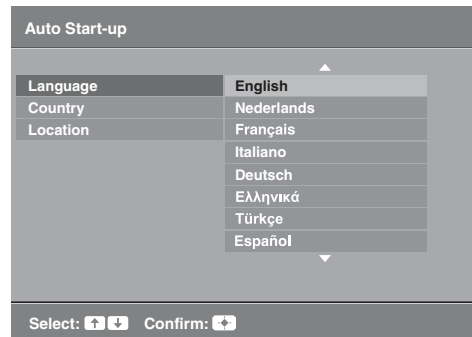 Auto Start-up
Language
Country
Location
English
Nederlands
Français
Italiano
Deutsch
Ελληνικά
Türkçe
Español
Select: Confirm: